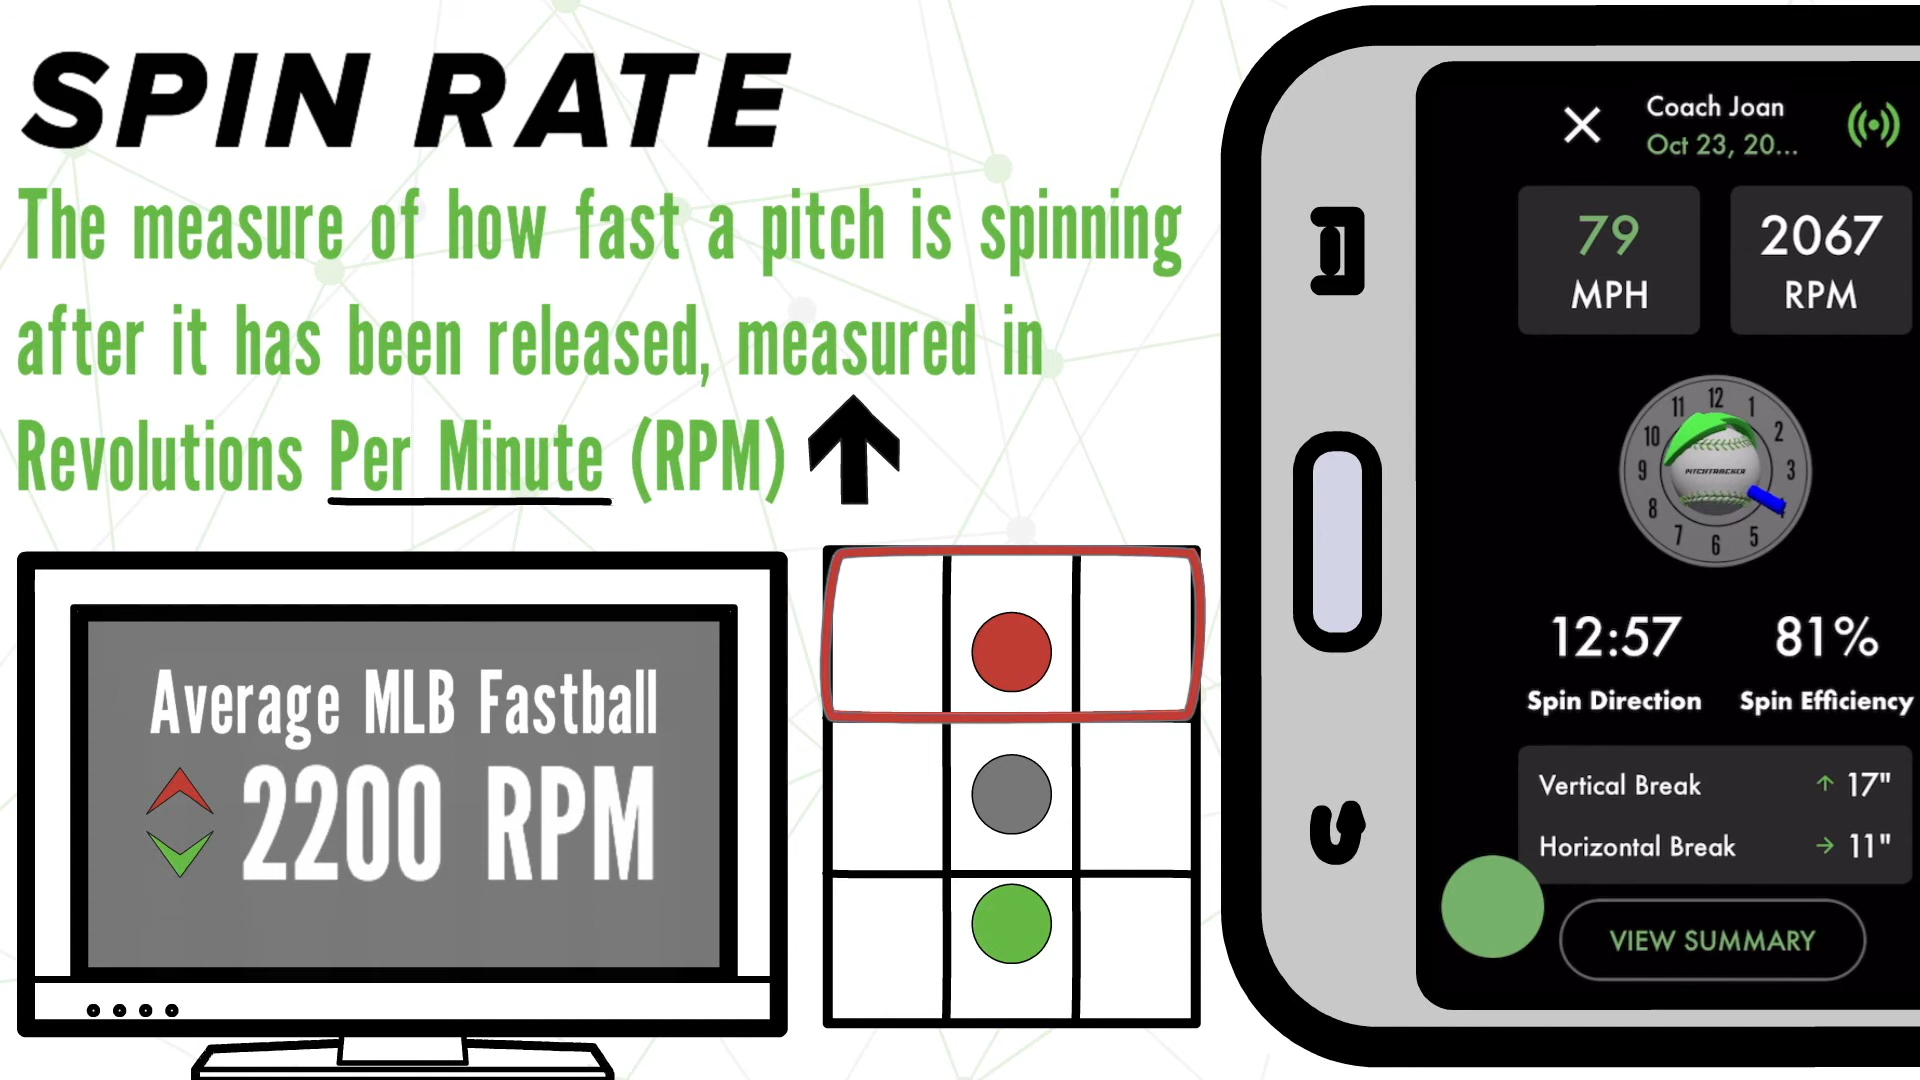 SPIN RATE
The measure of how fast a pitch is spinning
after it has been released, measured in
Revolutions Per Minute (RPM)
Average MLB Fastball
2200 RPM
Coach Joan
Oct 23, 20...
79
MPH
2067
RPM
12
1
2
3
4
5
6
7
8
9
10
11
PITCHTRACKER
12:57
Spin Direction
81%
Spin Efficiency
Vertical Break ↑ 17"
Horizontal Break → 11"
VIEW SUMMARY